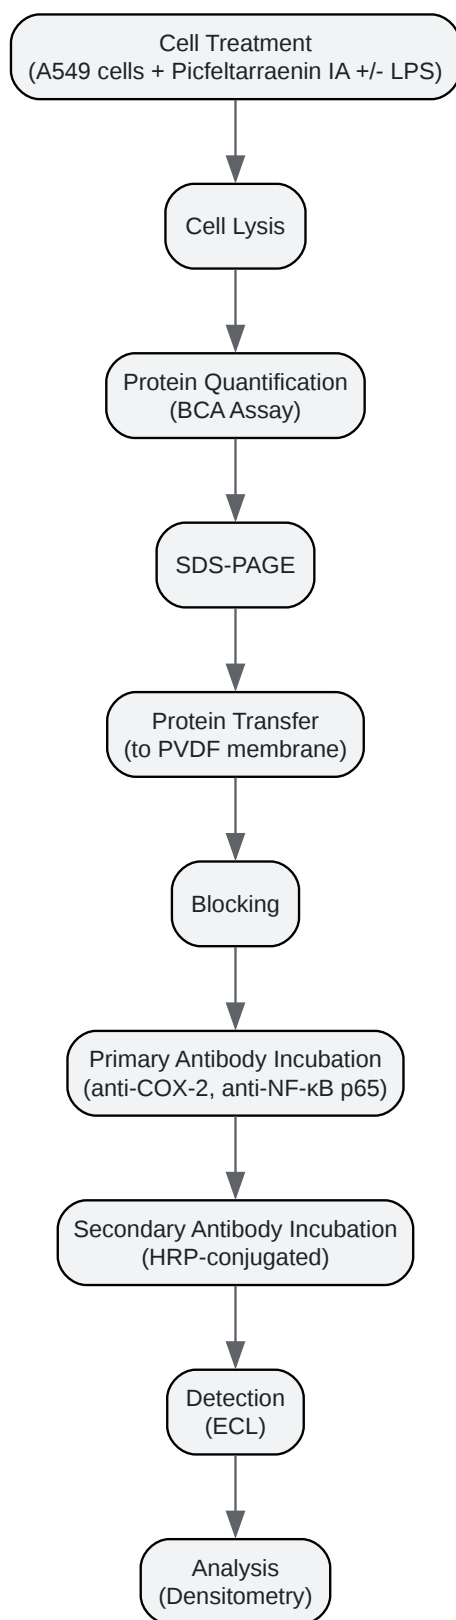 Cell Treatment
(A549 cells + Picfeltarraenin IA +/- LPS)
Cell Lysis
Protein Quantification
(BCA Assay)
SDS-PAGE
Protein Transfer
(to PVDF membrane)
Blocking
Primary Antibody Incubation
(anti-COX-2, anti-NF-κB p65)
Secondary Antibody Incubation
(HRP-conjugated)
Detection
(ECL)
Analysis
(Densitometry)